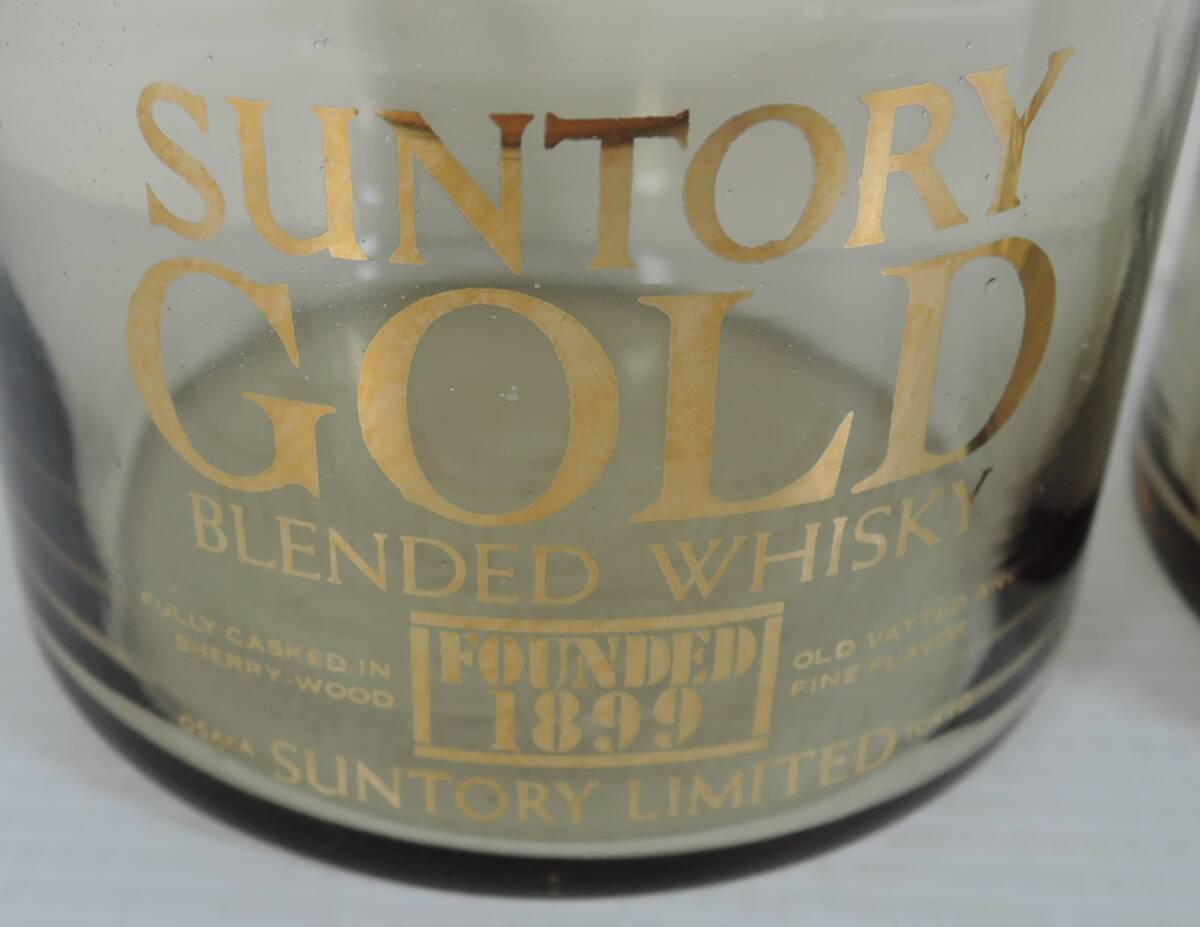 SUNTORY
GOLD
BLENDED WHISKY
FULLY CASKED IN
SHERRY-WOOD
FOUNDED
1899
OLD VATTED AND
FINE FLAVOR
OSAKA SUNTORY LIMITED TOKYO